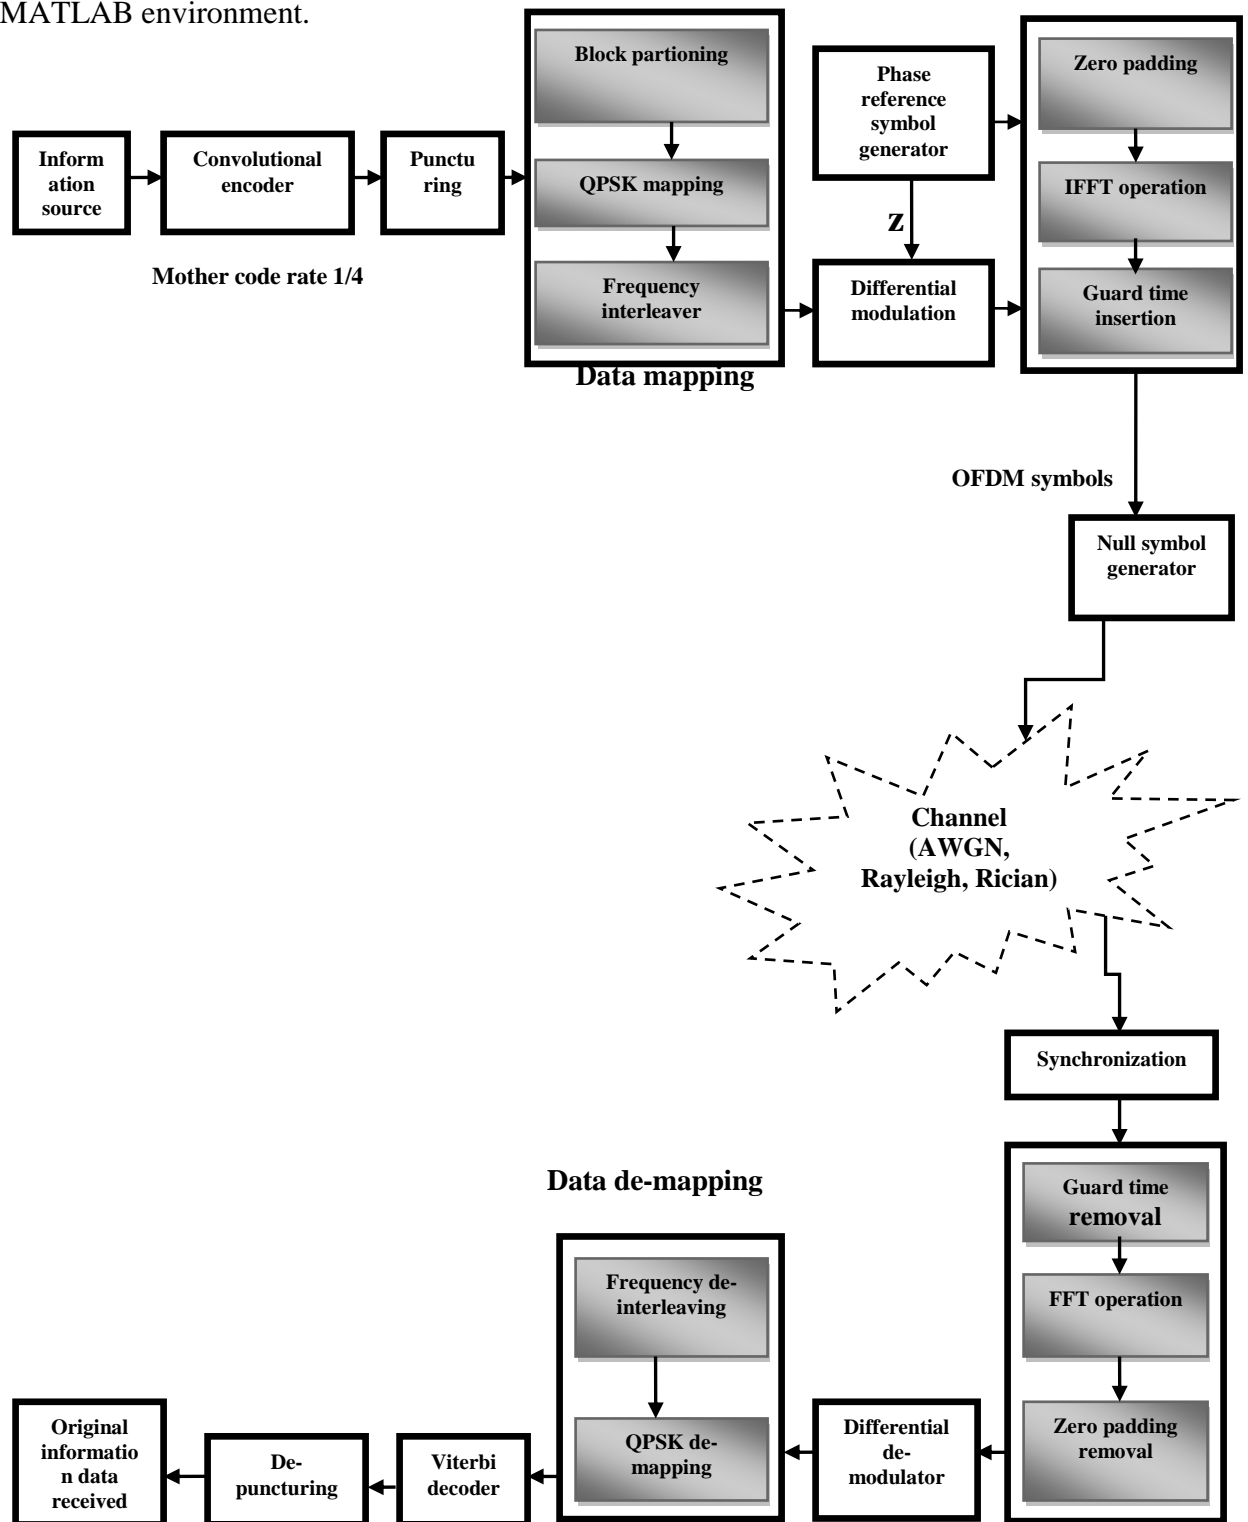 MATLAB environment.
Inform
ation
source
Convolutional
encoder
Punctu
ring
Mother code rate 1/4
Block partioning
QPSK mapping
Frequency
interleaver
Data mapping
Phase
reference
symbol
generator
Z
Differential
modulation
Zero padding
IFFT operation
Guard time
insertion
OFDM symbols
Null symbol
generator
Channel
(AWGN,
Rayleigh, Rician)
Synchronization
Guard time
removal
FFT operation
Zero padding
removal
Differential
de-
modulator
Data de-mapping
Frequency de-
interleaving
QPSK de-
mapping
Viterbi
decoder
De-
puncturing
Original
informatio
n data
received